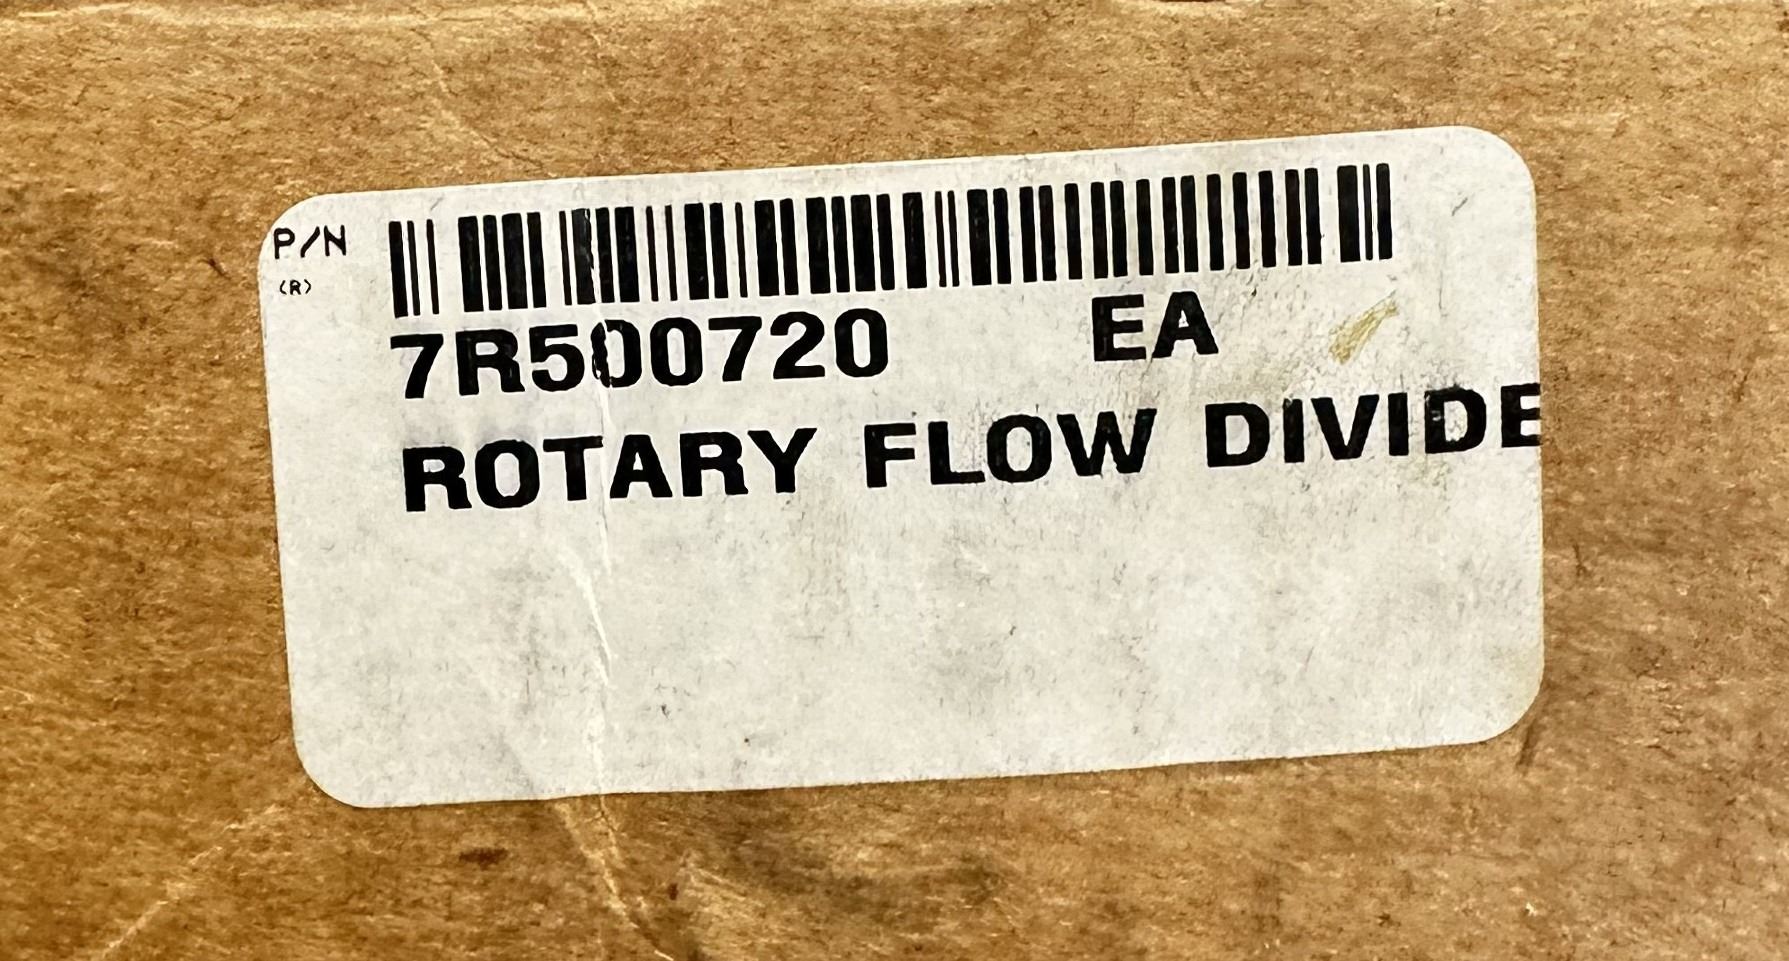 P/N
(R)
7R500720 EA
ROTARY FLOW DIVIDE